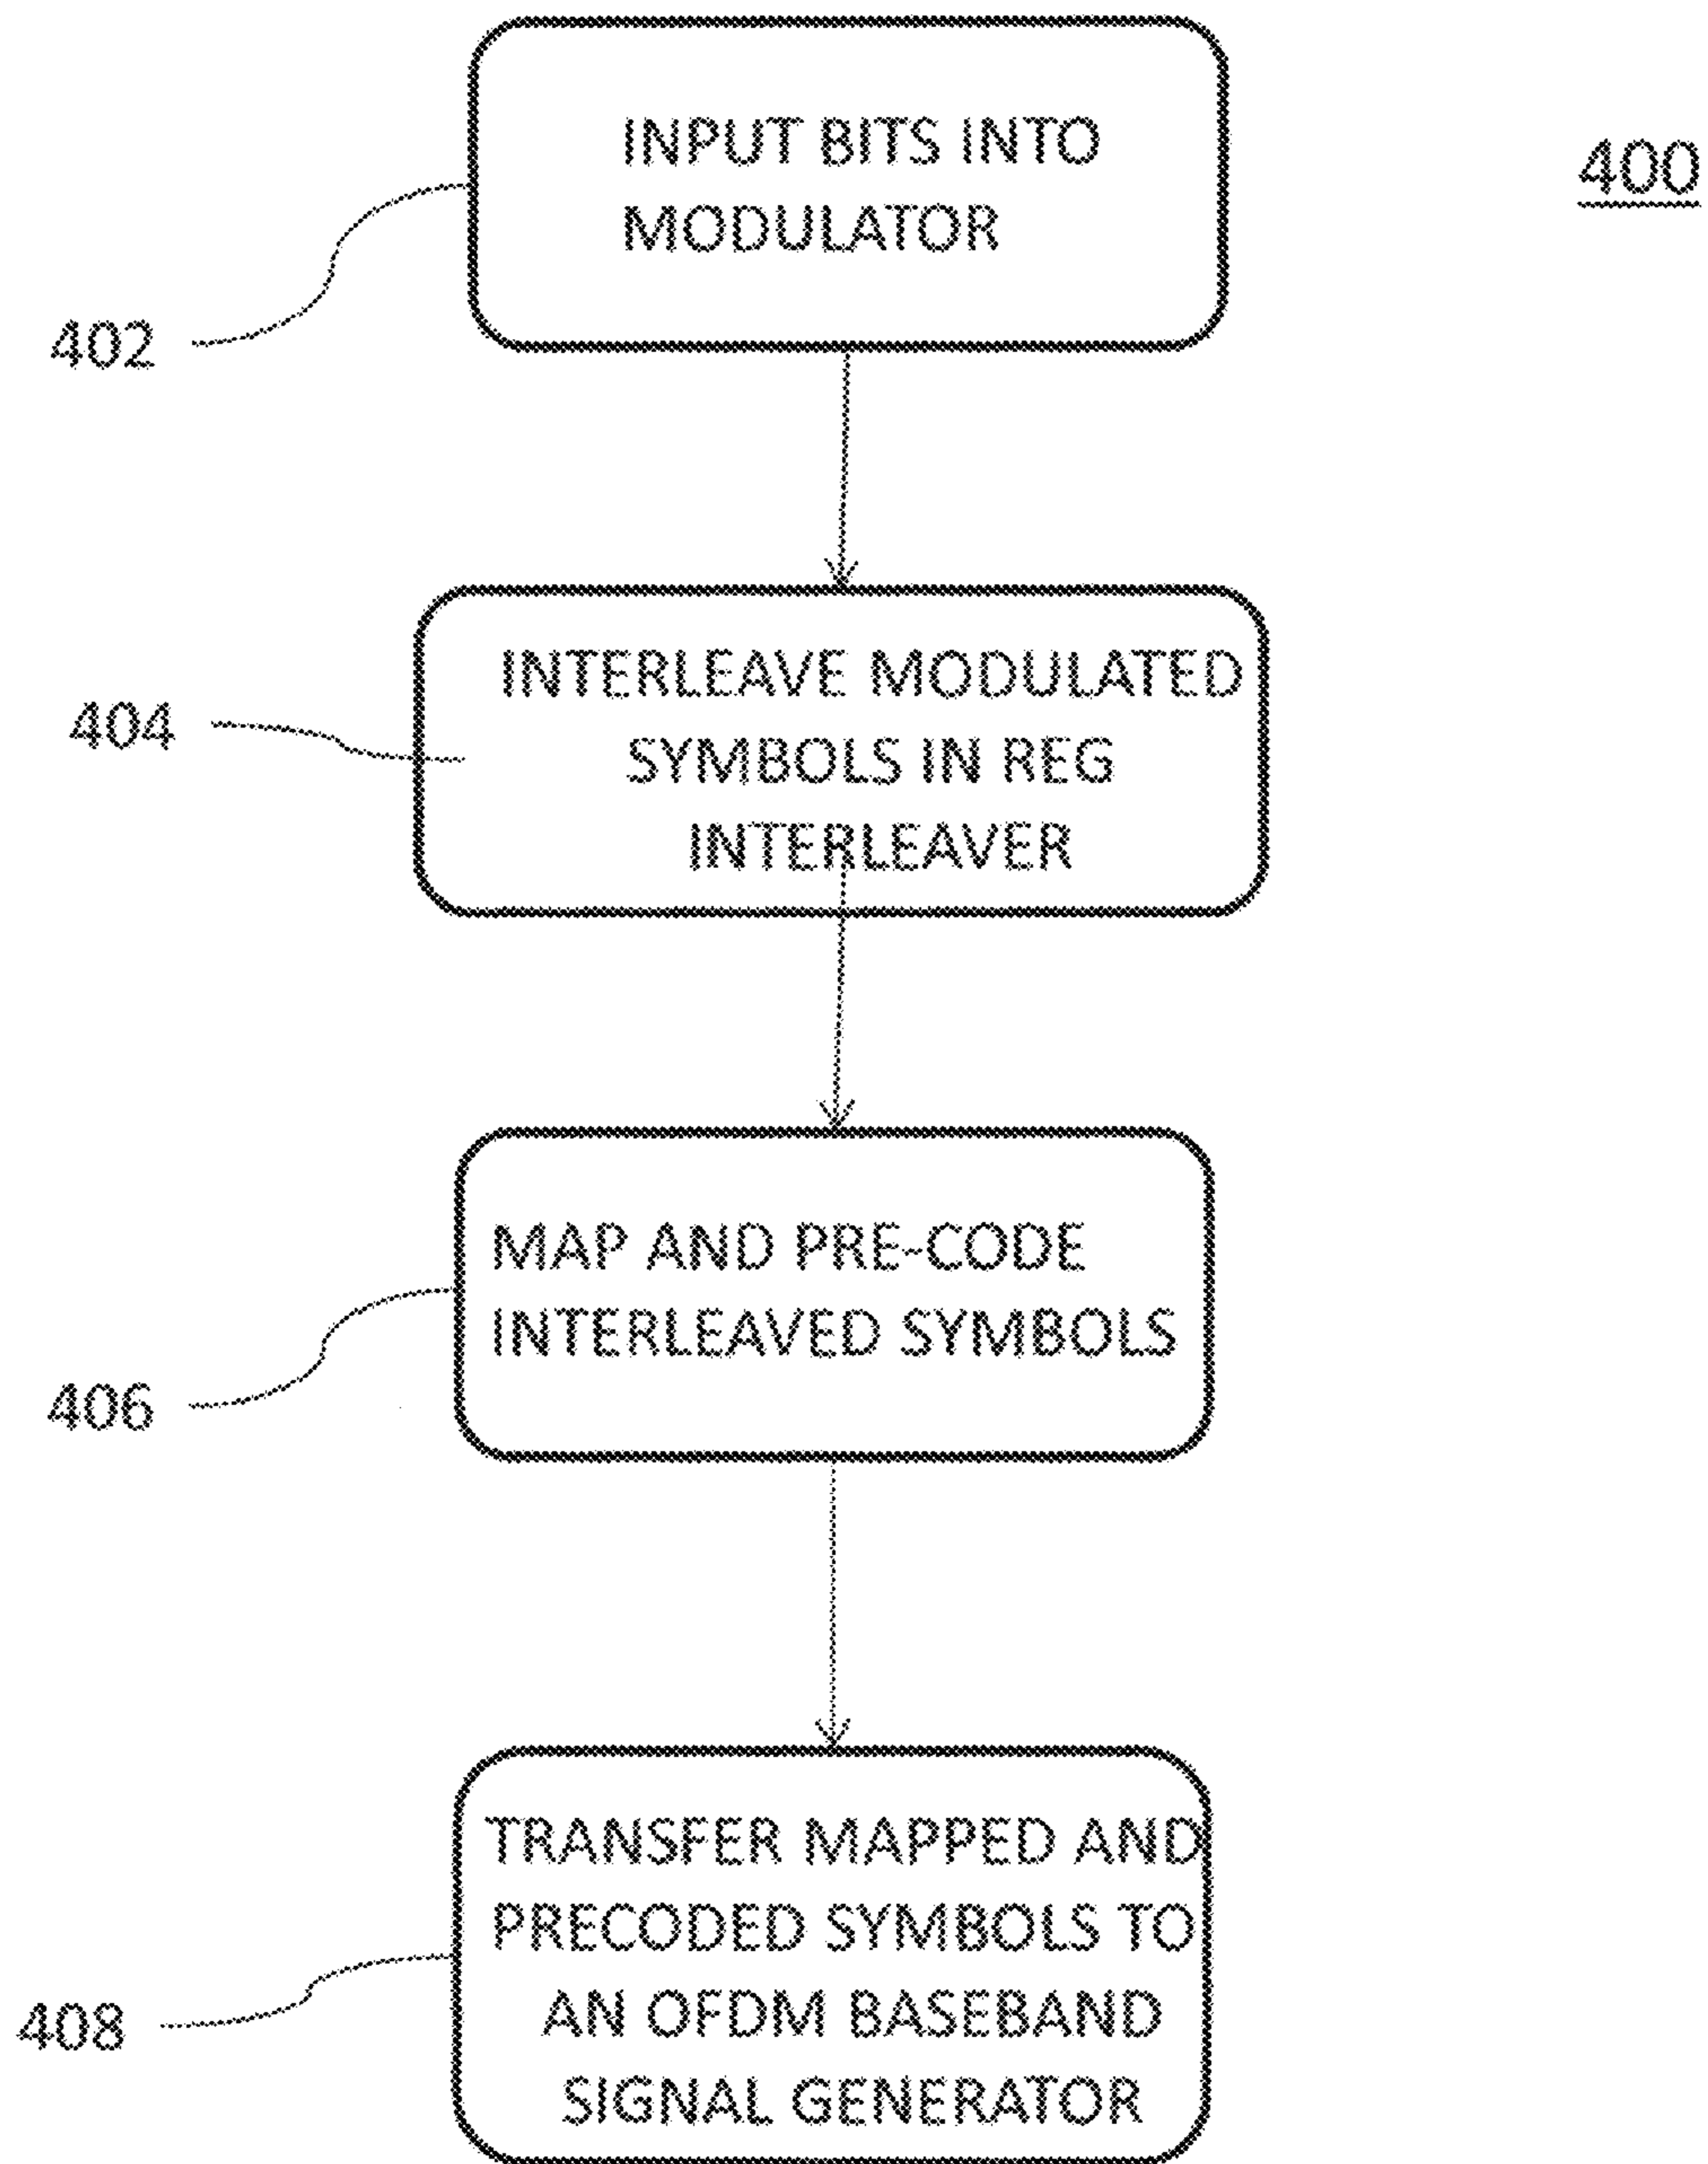 INPUT BITS INTO
MODULATOR
400
402
INTERLEAVE MODULATED
SYMBOLS IN REG
INTERLEAVER
404
MAP AND PRE-CODE
INTERLEAVED SYMBOLS
406
TRANSFER MAPPED AND
PRECODED SYMBOLS TO
AN OFDM BASEBAND
SIGNAL GENERATOR
408